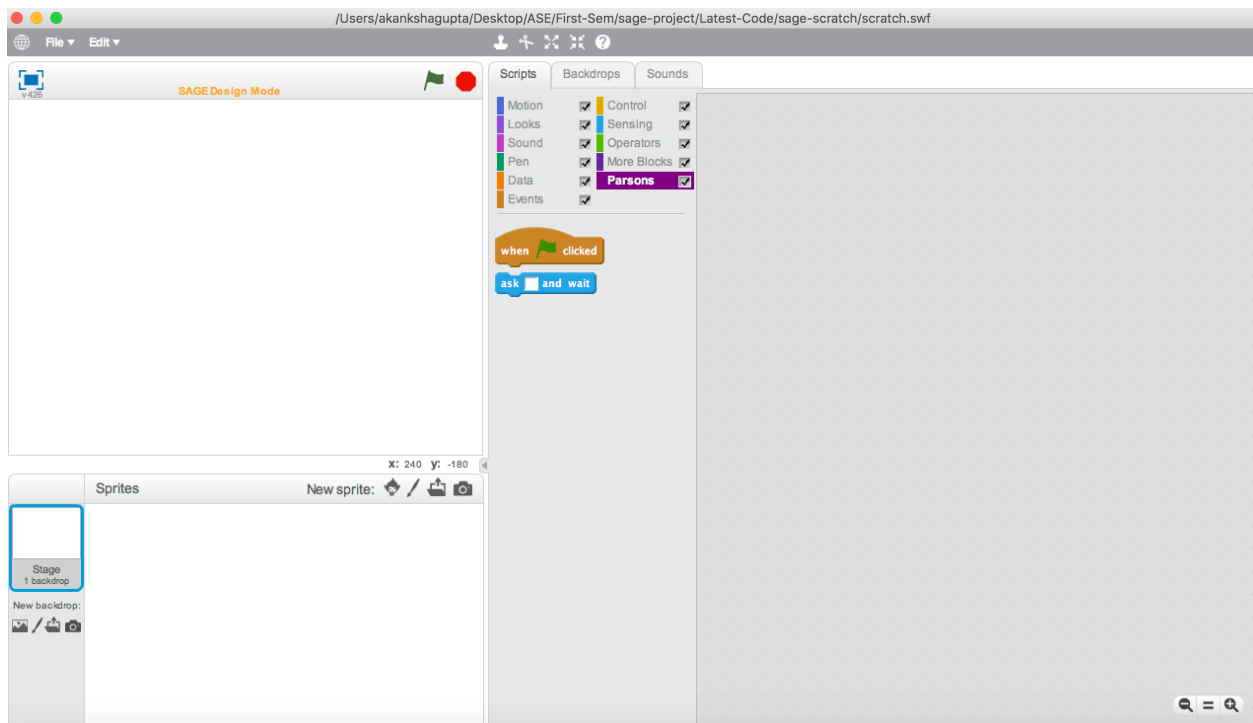 /Users/akankshagupta/Desktop/ASE/First-Sem/sage-project/Latest-Code/sage-scratch/scratch.swf
File ▾ Edit ▾
v426
SAGE Design Mode
Scripts Backdrops Sounds
Motion Control
Looks Sensing
Sound Operators
Pen More Blocks
Data Parsons
Events
when clicked
ask and wait
x: 240 y: -180
Sprites New sprite:
Stage
1 backdrop
New backdrop: